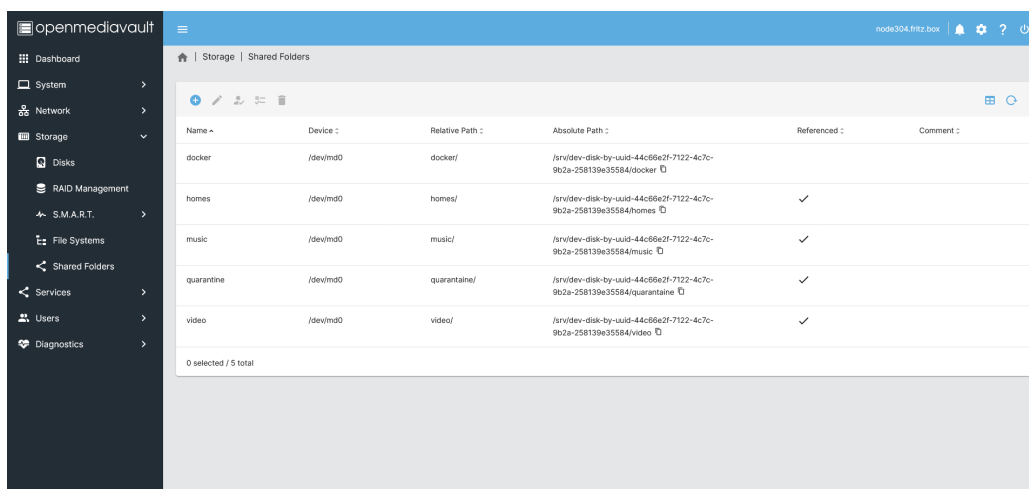 openmediavault
node304.fritz.box
Dashboard
System
Network
Storage
Disks
RAID Management
S.M.A.R.T.
File Systems
Shared Folders
Services
Users
Diagnostics
| Storage | Shared Folders
Name Device Relative Path Absolute Path Referenced Comment
docker /dev/md0 docker/ /srv/dev-disk-by-uuid-44c66e2f-7122-4c7c-
9b2a-258139e35584/docker
homes /dev/md0 homes/ /srv/dev-disk-by-uuid-44c66e2f-7122-4c7c-
9b2a-258139e35584/homes
music /dev/md0 music/ /srv/dev-disk-by-uuid-44c66e2f-7122-4c7c-
9b2a-258139e35584/music
quarantine /dev/md0 quarantaine/ /srv/dev-disk-by-uuid-44c66e2f-7122-4c7c-
9b2a-258139e35584/quarantaine
video /dev/md0 video/ /srv/dev-disk-by-uuid-44c66e2f-7122-4c7c-
9b2a-258139e35584/video
0 selected / 5 total